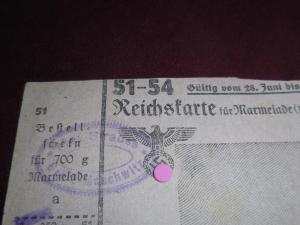 51-54 Gültig vom 28. Juni bis
Reichskarte für Marmelade
51
Bestell-
schein
für 700 g
Marmelade
a